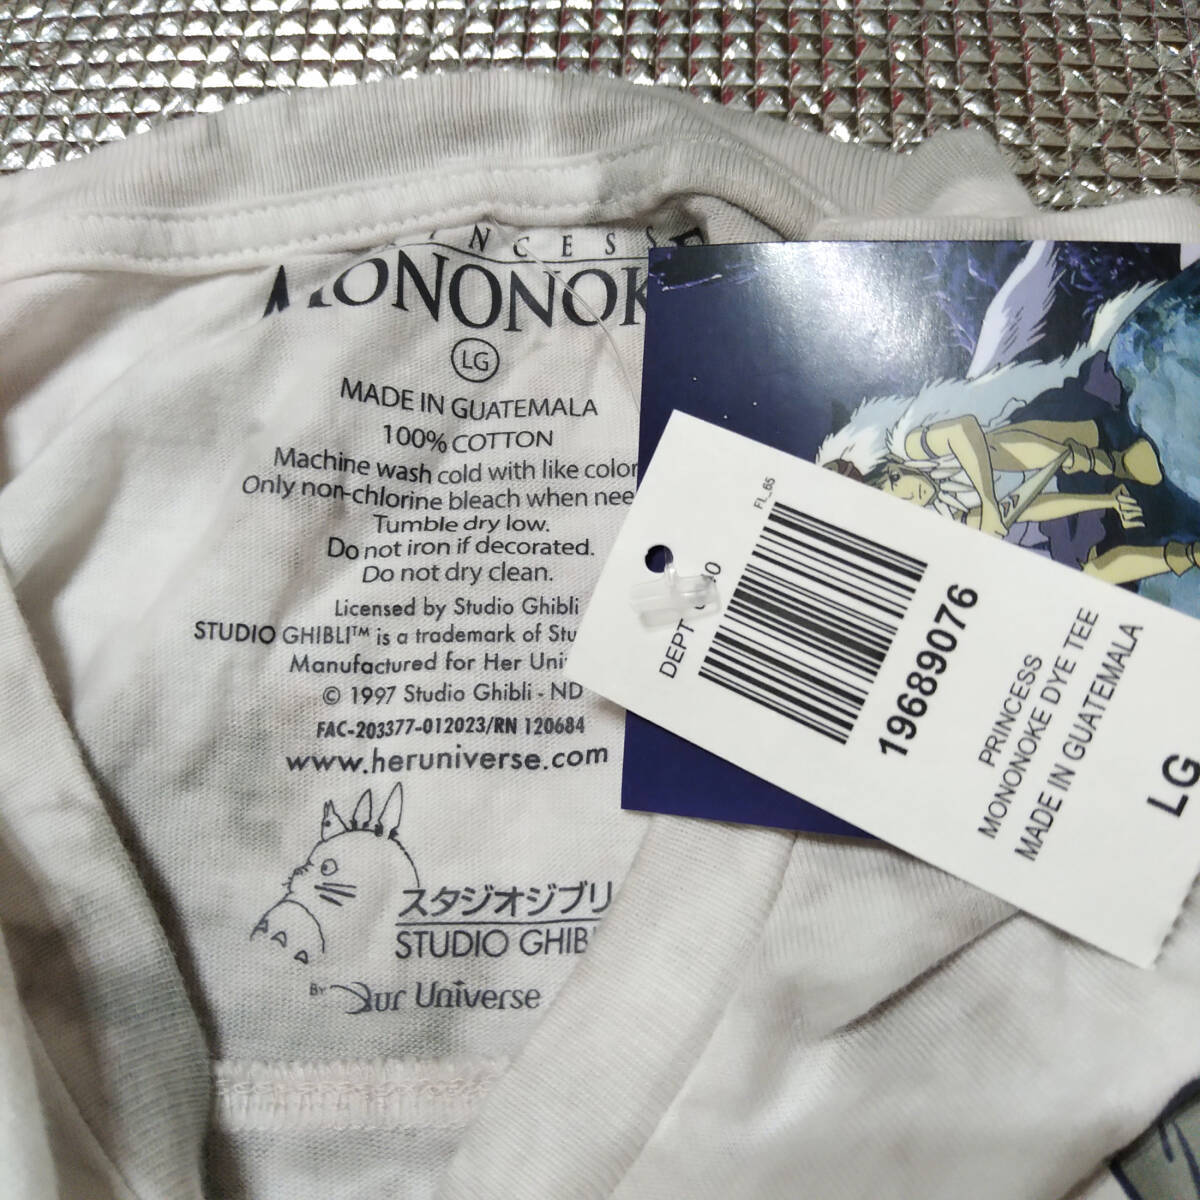 MONONOK
LG
MADE IN GUATEMALA
100% COTTON
Machine wash cold with like color
Only non-chlorine bleach when nee
Tumble dry low.
Do not iron if decorated.
Do not dry clean.
Licensed by Studio Ghibli
STUDIO GHIBLI™ is a trademark of Stu
Manufactured for Her Uni
© 1997 Studio Ghibli - ND
FAC-203377-012023/RN 120684
www.heruniverse.com
スタジオジブリ
STUDIO GHIB
BY Our Universe
FL_65
DEPT
19689076
PRINCESS
MONONOKE DYE TEE
MADE IN GUATEMALA
LG